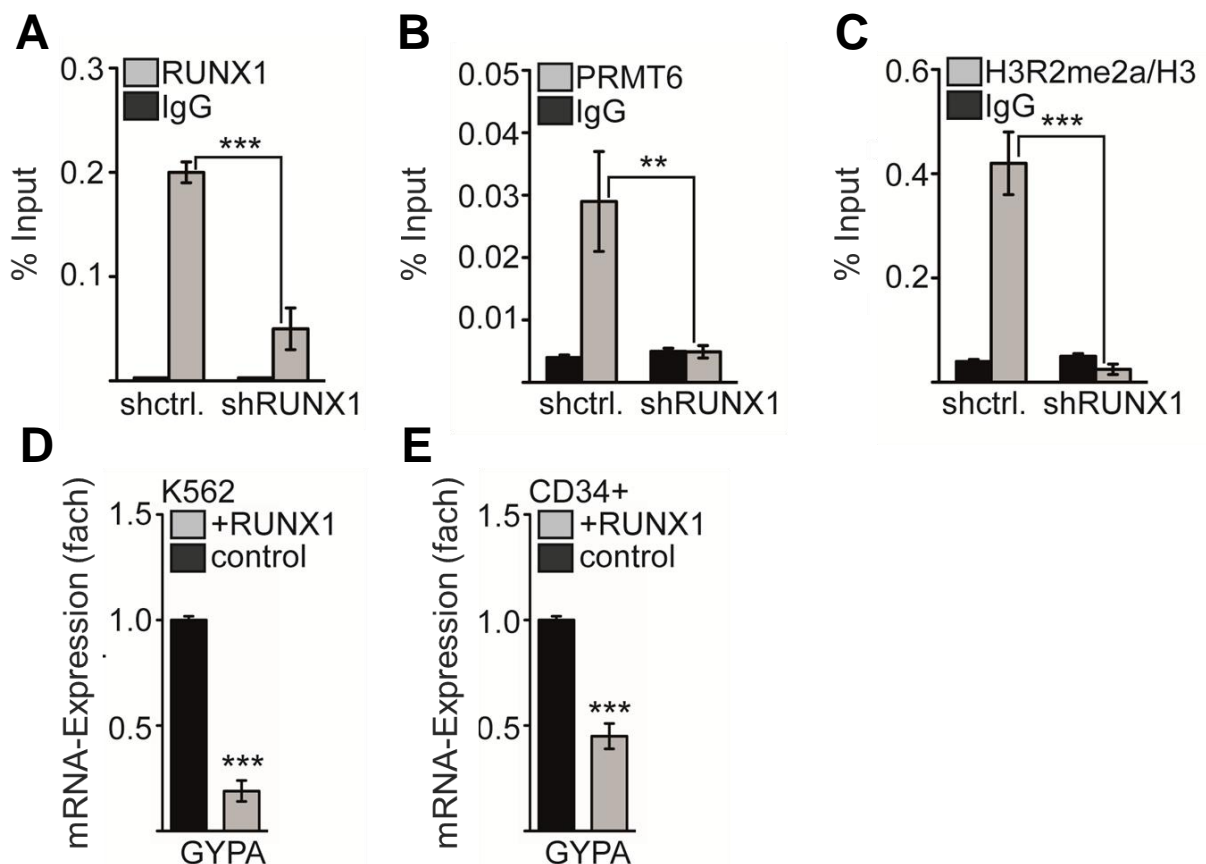 A
0.3
RUNX1
IgG
***
0.2
0.1
% Input
shctrl. shRUNX1
B
0.05
PRMT6
IgG
0.04
**
0.03
0.02
0.01
% Input
shctrl. shRUNX1
C
0.6
H3R2me2a/H3
IgG
***
0.4
0.2
% Input
shctrl. shRUNX1
D
K562
1.5
+RUNX1
control
1.0
0.5
***
mRNA-Expression (fach)
GYPA
E
CD34+
1.5
+RUNX1
control
1.0
0.5
***
mRNA-Expression (fach)
GYPA